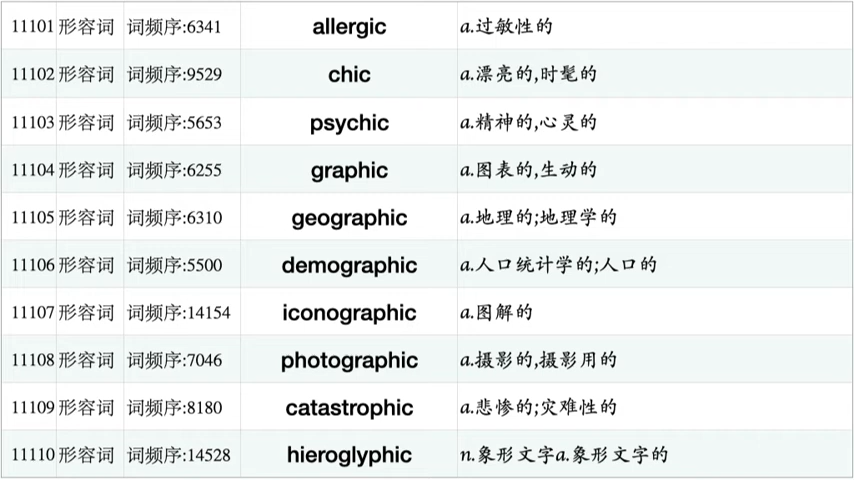 11101 形容词 词频序:6341 allergic a.过敏性的
11102 形容词 词频序:9529 chic a.漂亮的,时髦的
11103 形容词 词频序:5653 psychic a.精神的,心灵的
11104 形容词 词频序:6255 graphic a.图表的,生动的
11105 形容词 词频序:6310 geographic a.地理的;地理学的
11106 形容词 词频序:5500 demographic a.人口统计学的;人口的
11107 形容词 词频序:14154 iconographic a.图解的
11108 形容词 词频序:7046 photographic a.摄影的,摄影用的
11109 形容词 词频序:8180 catastrophic a.悲惨的;灾难性的
11110 形容词 词频序:14528 hieroglyphic n.象形文字a.象形文字的